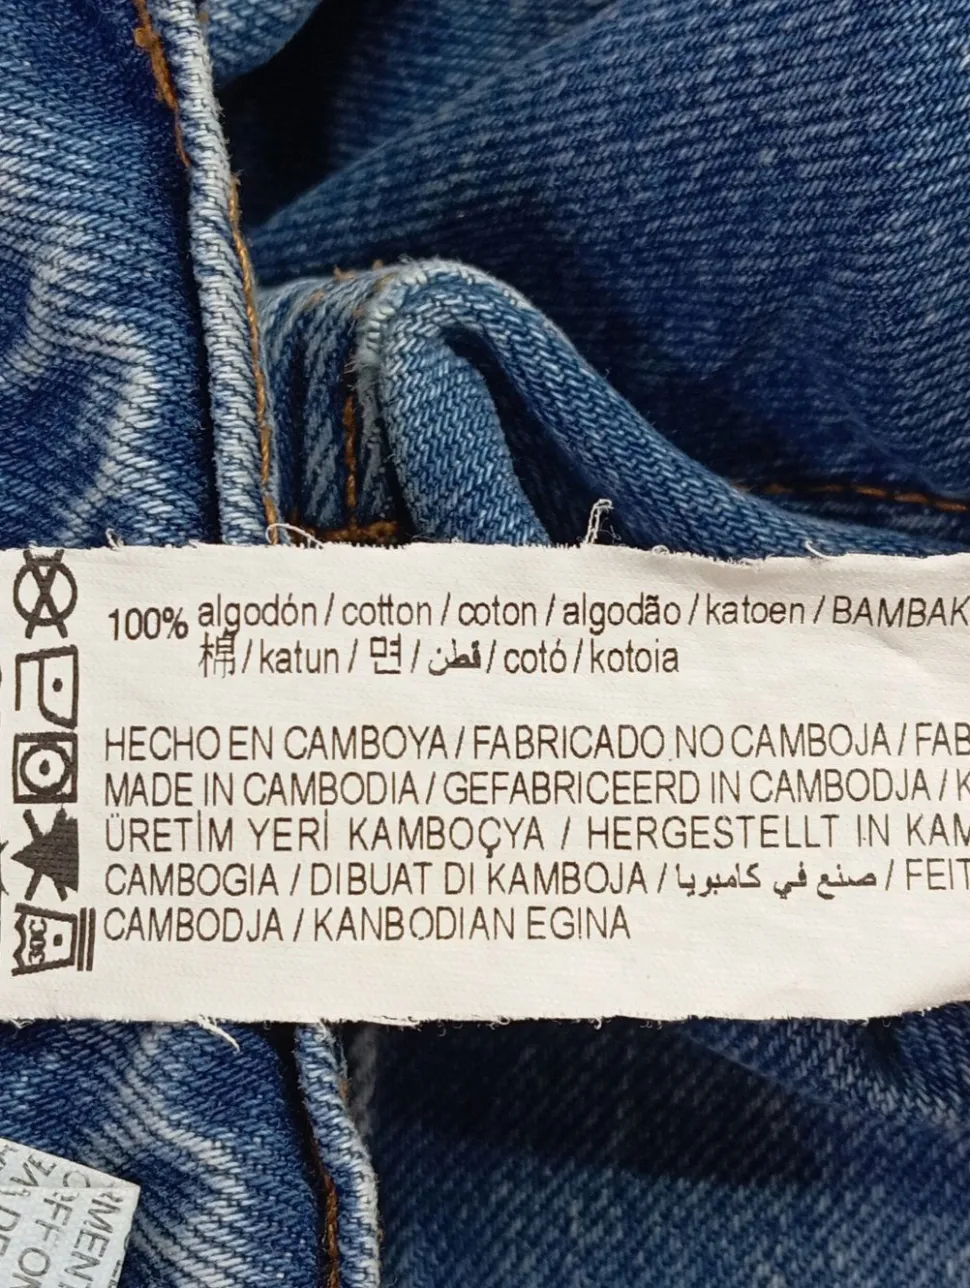 100% algodón / cotton / coton / algodão / katoen / BAMBAK
棉 / katun / 면 / قطن / cotó / kotoia
HECHO EN CAMBOYA / FABRICADO NO CAMBOJA / FAB
MADE IN CAMBODIA / GEFABRICEERD IN CAMBODJA / K
ÜRETİM YERİ KAMBOÇYA / HERGESTELLT IN KAM
CAMBOGIA / DIBUAT DI KAMBOJA / صنع في كامبوديا / FEIT
CAMBODJA / KANBODIAN EGINA
30C